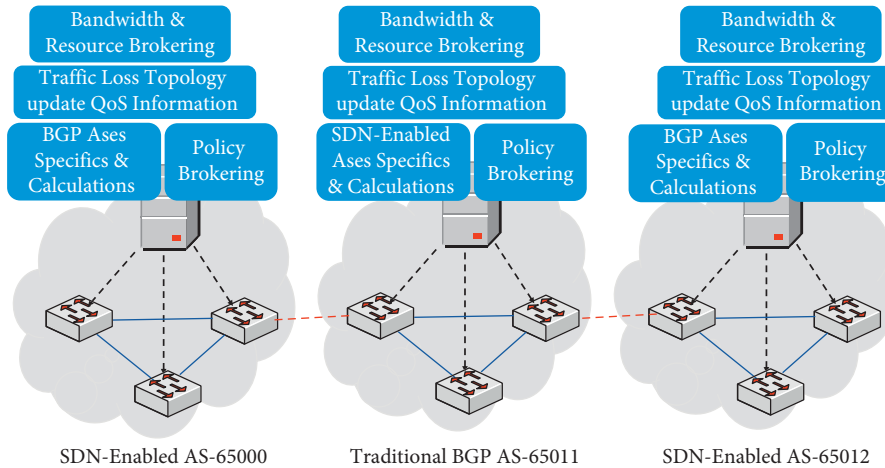 Bandwidth &
Resource Brokering
Traffic Loss Topology
update QoS Information
BGP Ases
Specifics &
Calculations
Policy
Brokering
SDN-Enabled AS-65000
Bandwidth &
Resource Brokering
Traffic Loss Topology
update QoS Information
SDN-Enabled
Ases Specifics
& Calculations
Policy
Brokering
Traditional BGP AS-65011
Bandwidth &
Resource Brokering
Traffic Loss Topology
update QoS Information
BGP Ases
Specifics &
Calculations
Policy
Brokering
SDN-Enabled AS-65012